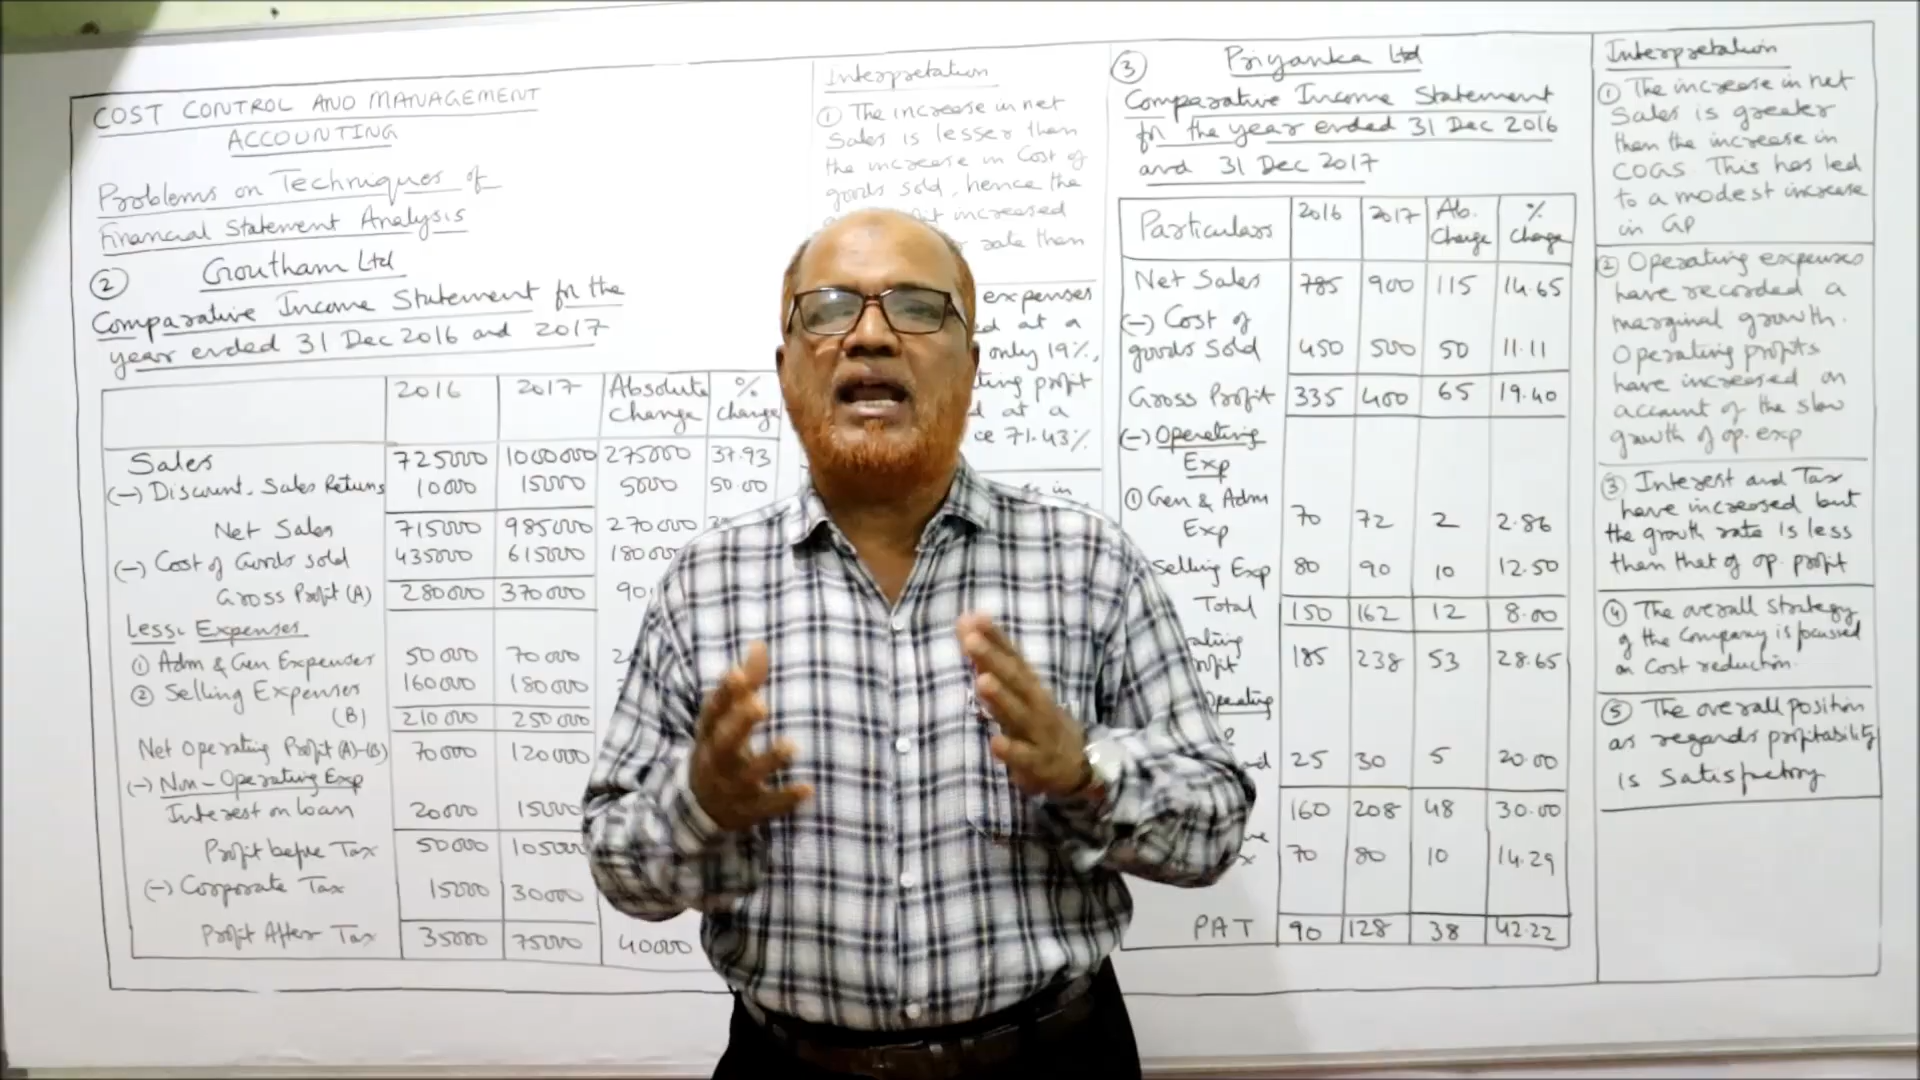 COST CONTROL AND MANAGEMENT
ACCOUNTING
Problems on Techniques of
Financial Statement Analysis
② Goutham Ltd
Comparative Income Statement for the
year ended 31 Dec 2016 and 2017
2016 2017 Absolute Change % change
Sales 725000 1000000 275000 37.93
(-) Discount. Sales Returns 10000 15000 5000 50.00
Net Sales 715000 985000 270000
(-) Cost of Goods sold 435000 615000 180000
Gross Profit (A) 280000 370000
Less: Expenses
① Adm & Gen Expenses 50000 70000
② Selling Expenses 160000 180000
(B) 210000 250000
Net Operating Profit (A)-(B) 70000 120000
(-) Non-Operating Exp
Interest on loan 20000 15000
Profit before Tax 50000 105000
(-) Corporate Tax 15000 30000
Profit After Tax 35000 75000 40000
Interpretation
① The increase in net
Sales is lesser than
the increase in Cost of
goods sold, hence the
increased
rate than
expenses
at a
only 19%,
profit
at a
71.43%
in
③ Priyanka Ltd
Comparative Income Statement
for the year ended 31 Dec 2016
and 31 Dec 2017
Particulars 2016 2017 Ab. Change % change
Net Sales 785 900 115 14.65
(-) Cost of
goods Sold 450 500 50 11.11
Gross Profit 335 400 65 19.40
(-) Operating
Exp
① Gen & Adm
Exp 70 72 2 2.86
Selling Exp 80 90 10 12.50
Total 150 162 12 8.00
185 238 53 28.65
Operating
25 30 5 20.00
160 208 48 30.00
70 80 10 14.29
PAT 90 128 38 42.22
Interpretation
① The increase in net
Sales is greater
than the increase in
COGS. This has led
to a modest increase
in GP
② Operating expenses
have recorded a
marginal growth.
Operating profits
have increased on
account of the slow
growth of op. exp
③ Interest and Tax
have increased but
the growth rate is less
than that of op. profit
④ The overall strategy
of the Company is focussed
on Cost reduction.
⑤ The overall position
as regards profitability
is Satisfactory